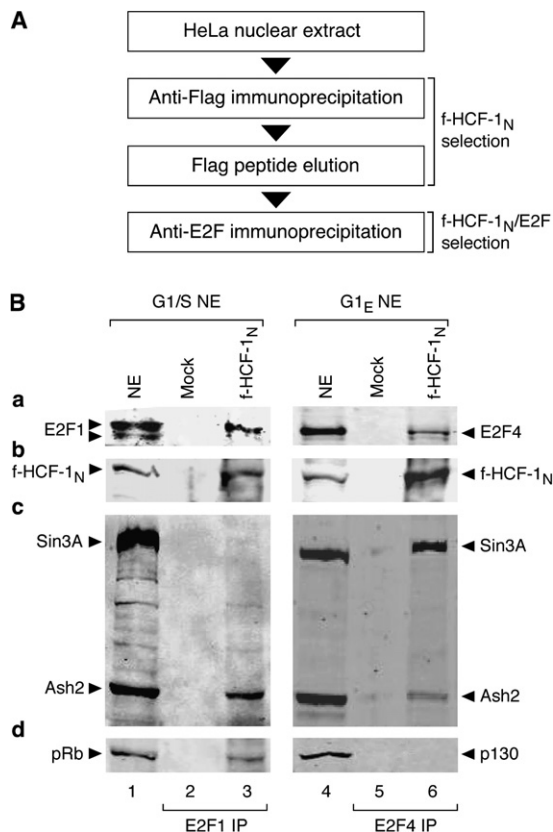 A
HeLa nuclear extract
Anti-Flag immunoprecipitation
Flag peptide elution
f-HCF-1N
selection
Anti-E2F immunoprecipitation
f-HCF-1N/E2F
selection
B
G1/S NE
G1E NE
NE
Mock
f-HCF-1N
NE
Mock
f-HCF-1N
a
E2F1
E2F4
b
f-HCF-1N
f-HCF-1N
c
Sin3A
Sin3A
Ash2
Ash2
d
pRb
p130
1 2 3 4 5 6
E2F1 IP
E2F4 IP